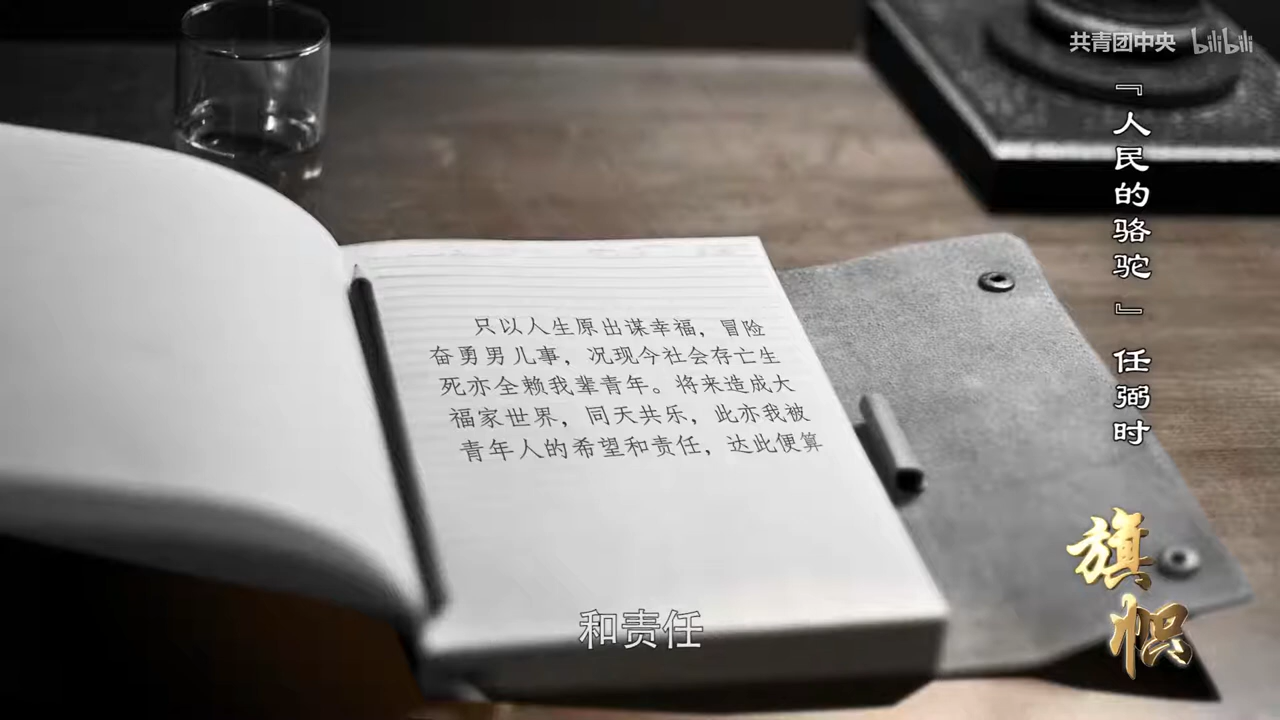 共青团中央 bilibili
『人民的骆驼』任弼时
只以人生原出谋幸福，冒险
奋勇男儿事，况现今社会存亡生
死亦全赖我辈青年。将来造成大
福家世界，同天共乐，此亦我被
青年人的希望和责任，达此便算
旗帜
和责任